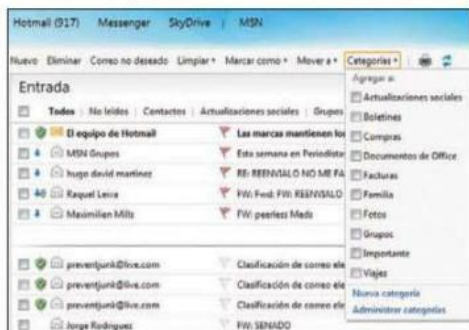 Hotmail (917) Messenger SkyDrive | MSN
Nuevo Eliminar Correo no deseado Limpiar Marcar como Mover a Categorías
Entrada
Todos No leídos Contactos Actualizaciones sociales Grupos
El equipo de Hotmail Las marcas mantienen los
MSN Grupos Esta semana en Periodista
hugo david martinez RE: REENVIALO NO ME FA
Raquel FW: Fwd: FW: REENVIALO
Maximilien Mills FW: peerless Meds
preventjunk@live.com Clasificación de correo ele
preventjunk@live.com Clasificación de correo ele
preventjunk@live.com Clasificación de correo ele
Jorge Rodriguez FW: SENADO
Agregar a:
Actualizaciones sociales
Boletines
Compras
Documentos de Office
Facturas
Familia
Fotos
Grupos
Importante
Viajes
Nueva categoría
Administrar categorías